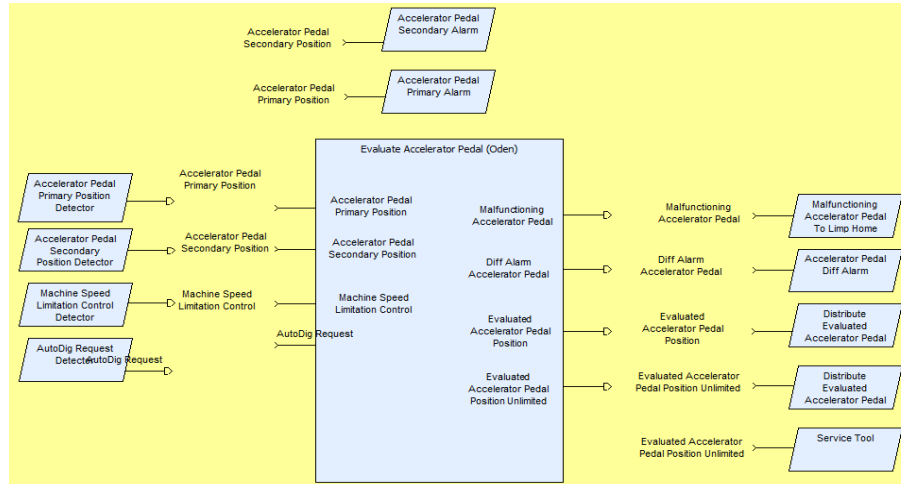 Accelerator Pedal
Secondary Position
Accelerator Pedal
Secondary Alarm
Accelerator Pedal
Primary Position
Accelerator Pedal
Primary Alarm
Evaluate Accelerator Pedal (Oden)
Accelerator Pedal
Primary Position
Detector
Accelerator Pedal
Primary Position
Accelerator Pedal
Secondary
Position Detector
Accelerator Pedal
Secondary Position
Machine Speed
Limitation Control
Detector
Machine Speed
Limitation Control
AutoDig Request
Detector
AutoDig Request
Accelerator Pedal
Primary Position
Accelerator Pedal
Secondary Position
Machine Speed
Limitation Control
AutoDig Request
Malfunctioning
Accelerator Pedal
Diff Alarm
Accelerator Pedal
Evaluated
Accelerator Pedal
Position
Evaluated
Accelerator Pedal
Position Unlimited
Malfunctioning
Accelerator Pedal
Malfunctioning
Accelerator Pedal
To Limp Home
Diff Alarm
Accelerator Pedal
Accelerator Pedal
Diff Alarm
Evaluated
Accelerator Pedal
Position
Distribute
Evaluated
Accelerator Pedal
Evaluated Accelerator
Pedal Position Unlimited
Distribute
Evaluated
Accelerator Pedal
Evaluated Accelerator
Pedal Position Unlimited
Service Tool